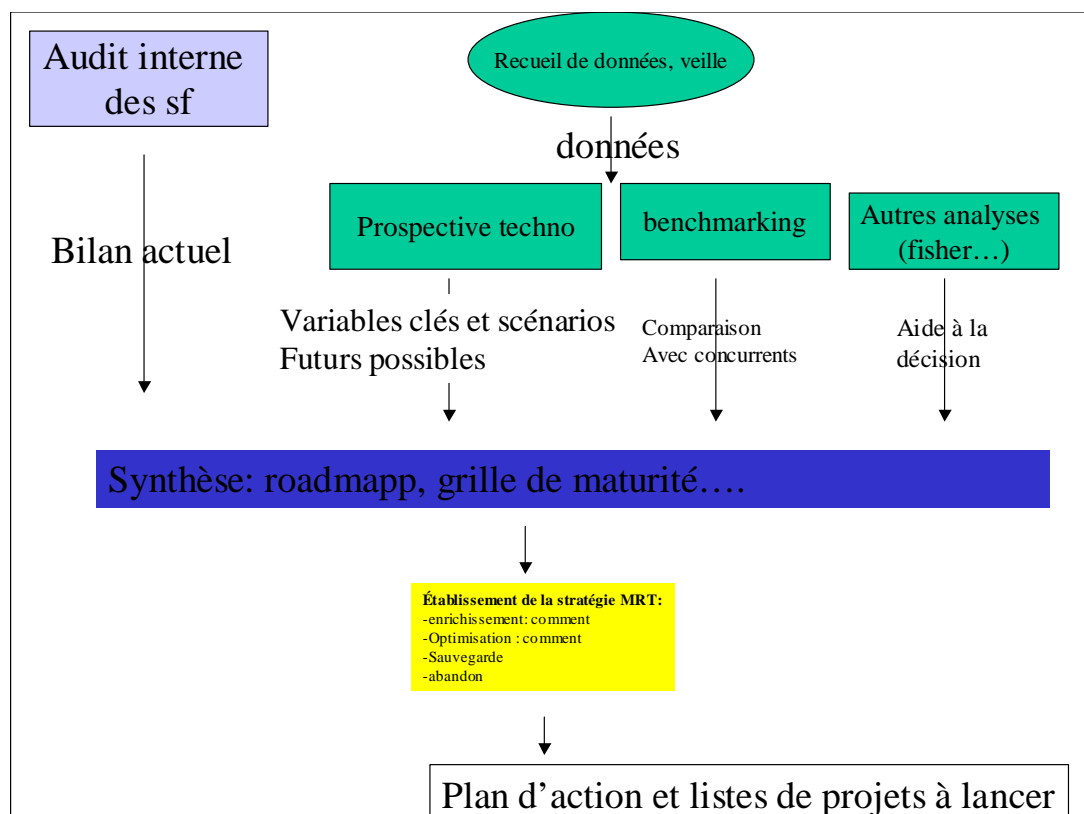 Audit interne
des sf
Recueil de données, veille
données
Prospective techno
benchmarking
Autres analyses
(fisher…)
Bilan actuel
Variables clés et scénarios
Futurs possibles
Comparaison
Avec concurrents
Aide à la
décision
Synthèse: roadmapp, grille de maturité….
Établissement de la stratégie MRT:
-enrichissement: comment
-Optimisation : comment
-Sauvegarde
-abandon
Plan d’action et listes de projets à lancer